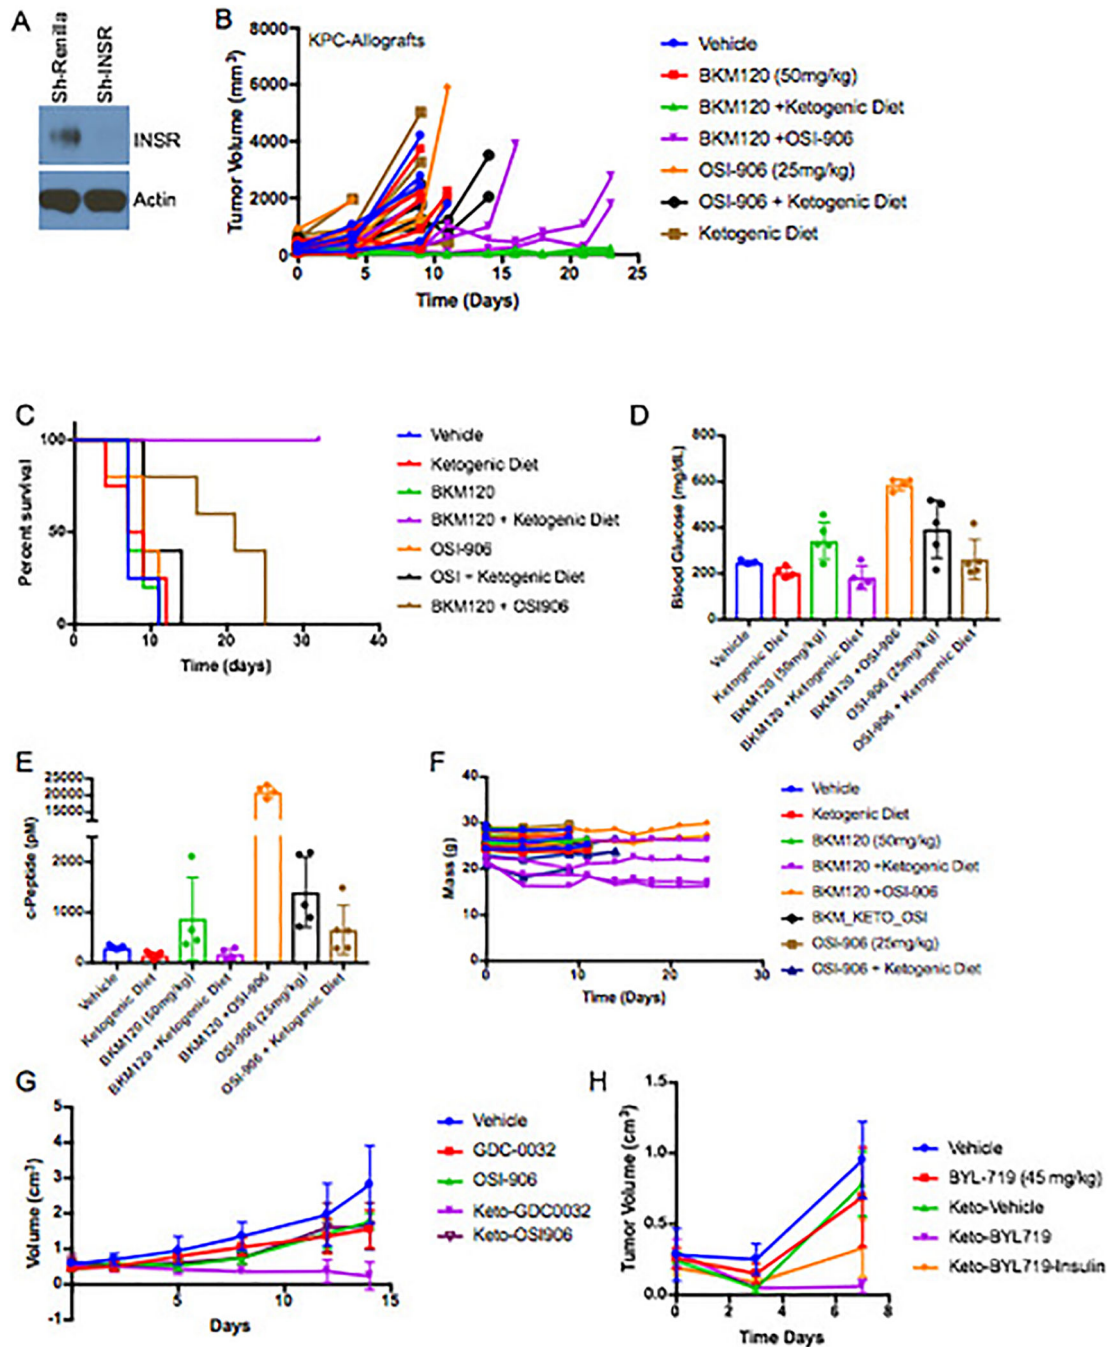 A
Sh-Renilla
Sh-INSR
INSR
Actin
B
KPC-Allografts
Tumor Volume (mm³)
8000
6000
4000
2000
0
0 5 10 15 20 25
Time (Days)
Vehicle
BKM120 (50mg/kg)
BKM120 +Ketogenic Diet
BKM120 +OSI-906
OSI-906 (25mg/kg)
OSI-906 + Ketogenic Diet
Ketogenic Diet
C
Percent survival
100
50
0
0 10 20 30 40
Time (days)
Vehicle
Ketogenic Diet
BKM120
BKM120 + Ketogenic Diet
OSI-906
OSI + Ketogenic Diet
BKM120 + OSI906
D
Blood Glucose (mg/dL)
800
600
400
200
0
Vehicle
Ketogenic Diet
BKM120 (50mg/kg)
BKM120 +Ketogenic Diet
BKM120 +OSI-906
OSI-906 (25mg/kg)
OSI-906 + Ketogenic Diet
E
c-Peptide (pM)
25000
20000
15000
10000
2000
1000
0
Vehicle
Ketogenic Diet
BKM120 (50mg/kg)
BKM120 +Ketogenic Diet
BKM120 +OSI-906
OSI-906 (25mg/kg)
OSI-906 + Ketogenic Diet
F
Mass (g)
40
30
20
10
0
0 10 20 30
Time (Days)
Vehicle
Ketogenic Diet
BKM120 (50mg/kg)
BKM120 +Ketogenic Diet
BKM120 +OSI-906
BKM_KETO_OSI
OSI-906 (25mg/kg)
OSI-906 + Ketogenic Diet
G
Volume (cm³)
5
4
3
2
1
0
-1
5 10 15
Days
Vehicle
GDC-0032
OSI-906
Keto-GDC0032
Keto-OSI906
H
Tumor Volume (cm³)
1.5
1.0
0.5
0.0
0 2 4 6 8
Time Days
Vehicle
BYL-719 (45 mg/kg)
Keto-Vehicle
Keto-BYL719
Keto-BYL719-Insulin